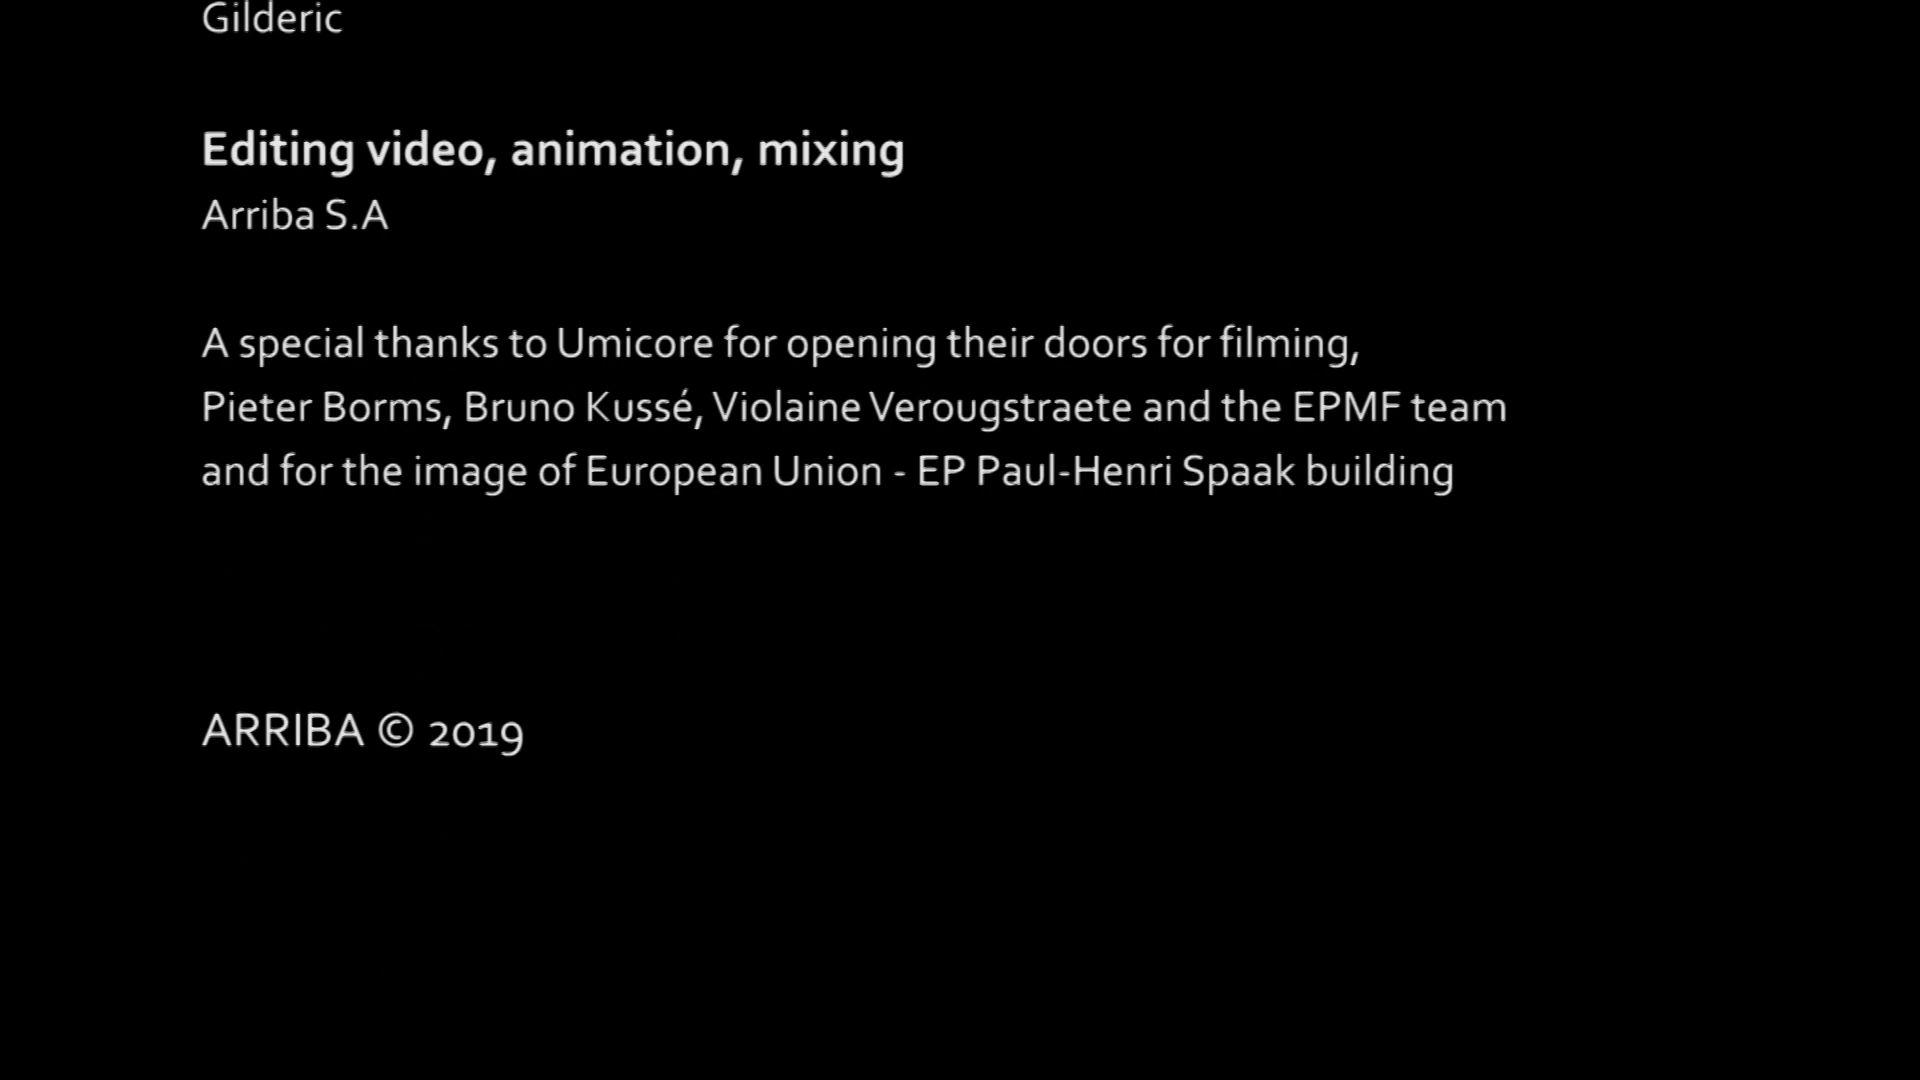 Gilderic
Editing video, animation, mixing
Arriba S.A
A special thanks to Umicore for opening their doors for filming,
Pieter Borms, Bruno Kussé, Violaine Verougstraete and the EPMF team
and for the image of European Union - EP Paul-Henri Spaak building
ARRIBA © 2019